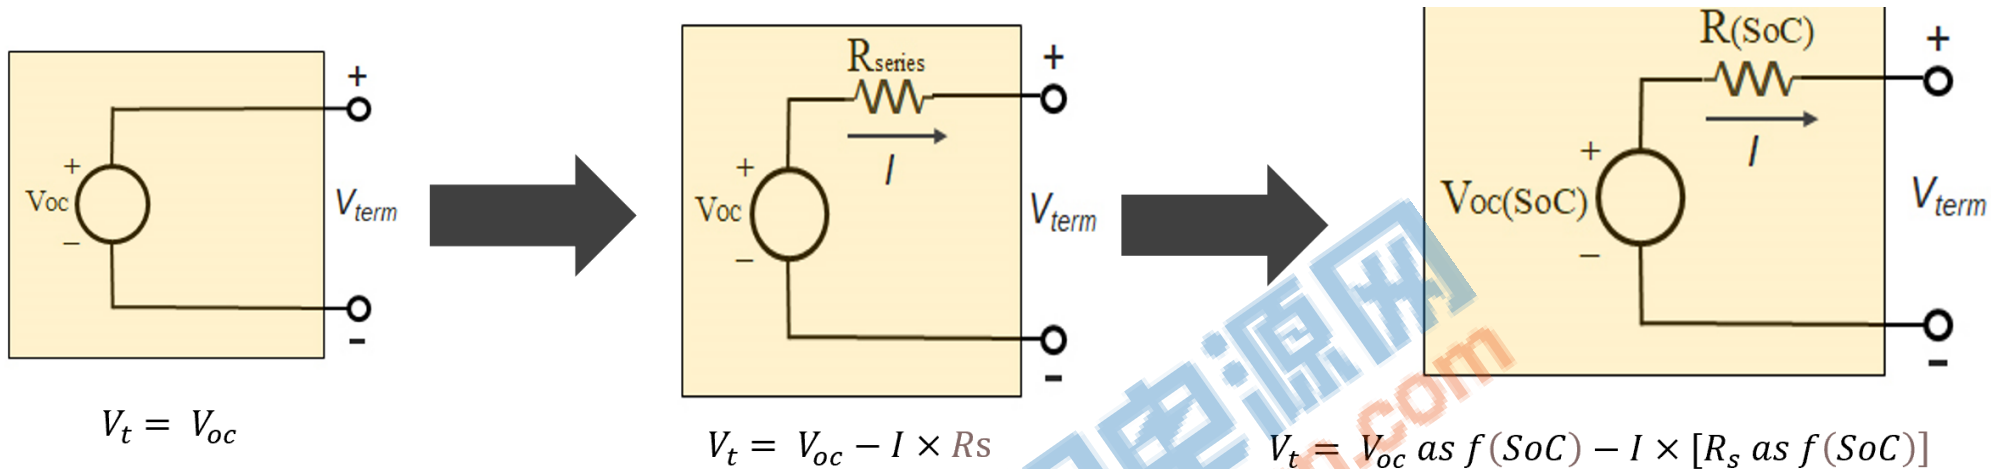 +
+
Voc
−
Vterm
-
Vt = Voc
Rseries
+
I
+
Voc
−
Vterm
-
Vt = Voc − I × Rs
R(SoC)
+
I
+
Voc(SoC)
−
Vterm
-
Vt = Voc as f(SoC) − I × [Rs as f(SoC)]
电源网
.com